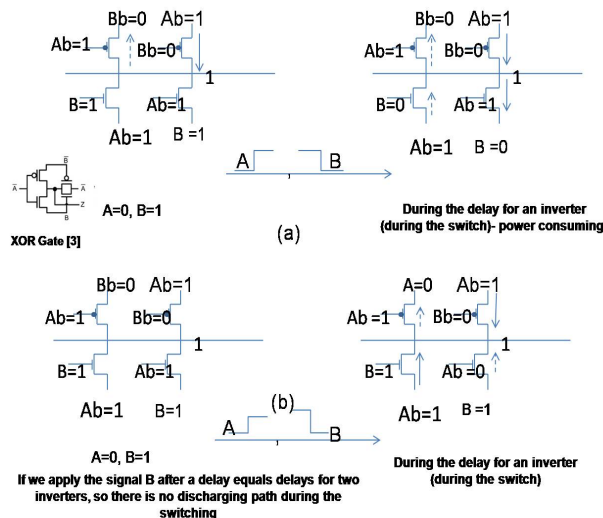 Bb=0 Ab=1
Ab=1 Bb=0
1
B=1 Ab=1
Ab=1 B =1
Bb=0 Ab=1
Ab=1 Bb=0
1
B=0 Ab =1
Ab=1 B =0
A B
B
A A
Z
B
XOR Gate [3]
A=0, B=1
(a)
During the delay for an inverter
(during the switch)- power consuming
Bb=0 Ab=1
Ab=1 Bb=0
1
B=1 Ab=1
Ab=1 B=1
A=0 Ab=1
Ab =1 Bb=0
1
B=1 Ab =0
Ab=1 B =1
(b)
A B
A=0, B=1
If we apply the signal B after a delay equals delays for two
inverters, so there is no discharging path during the
switching
During the delay for an inverter
(during the switch)